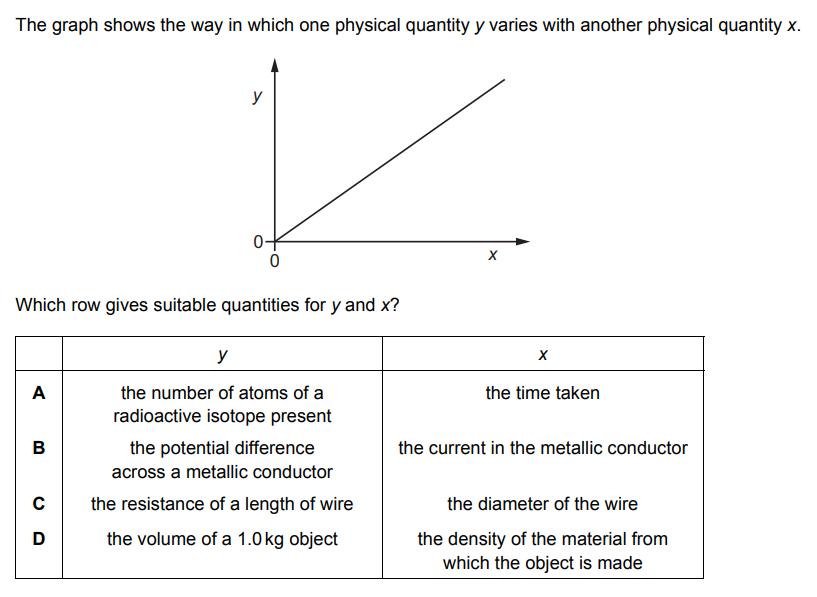 The graph shows the way in which one physical quantity y varies with another physical quantity x.
y
0
0
x
Which row gives suitable quantities for y and x?
y x
A the number of atoms of a the time taken
radioactive isotope present
B the potential difference the current in the metallic conductor
across a metallic conductor
C the resistance of a length of wire the diameter of the wire
D the volume of a 1.0 kg object the density of the material from
which the object is made